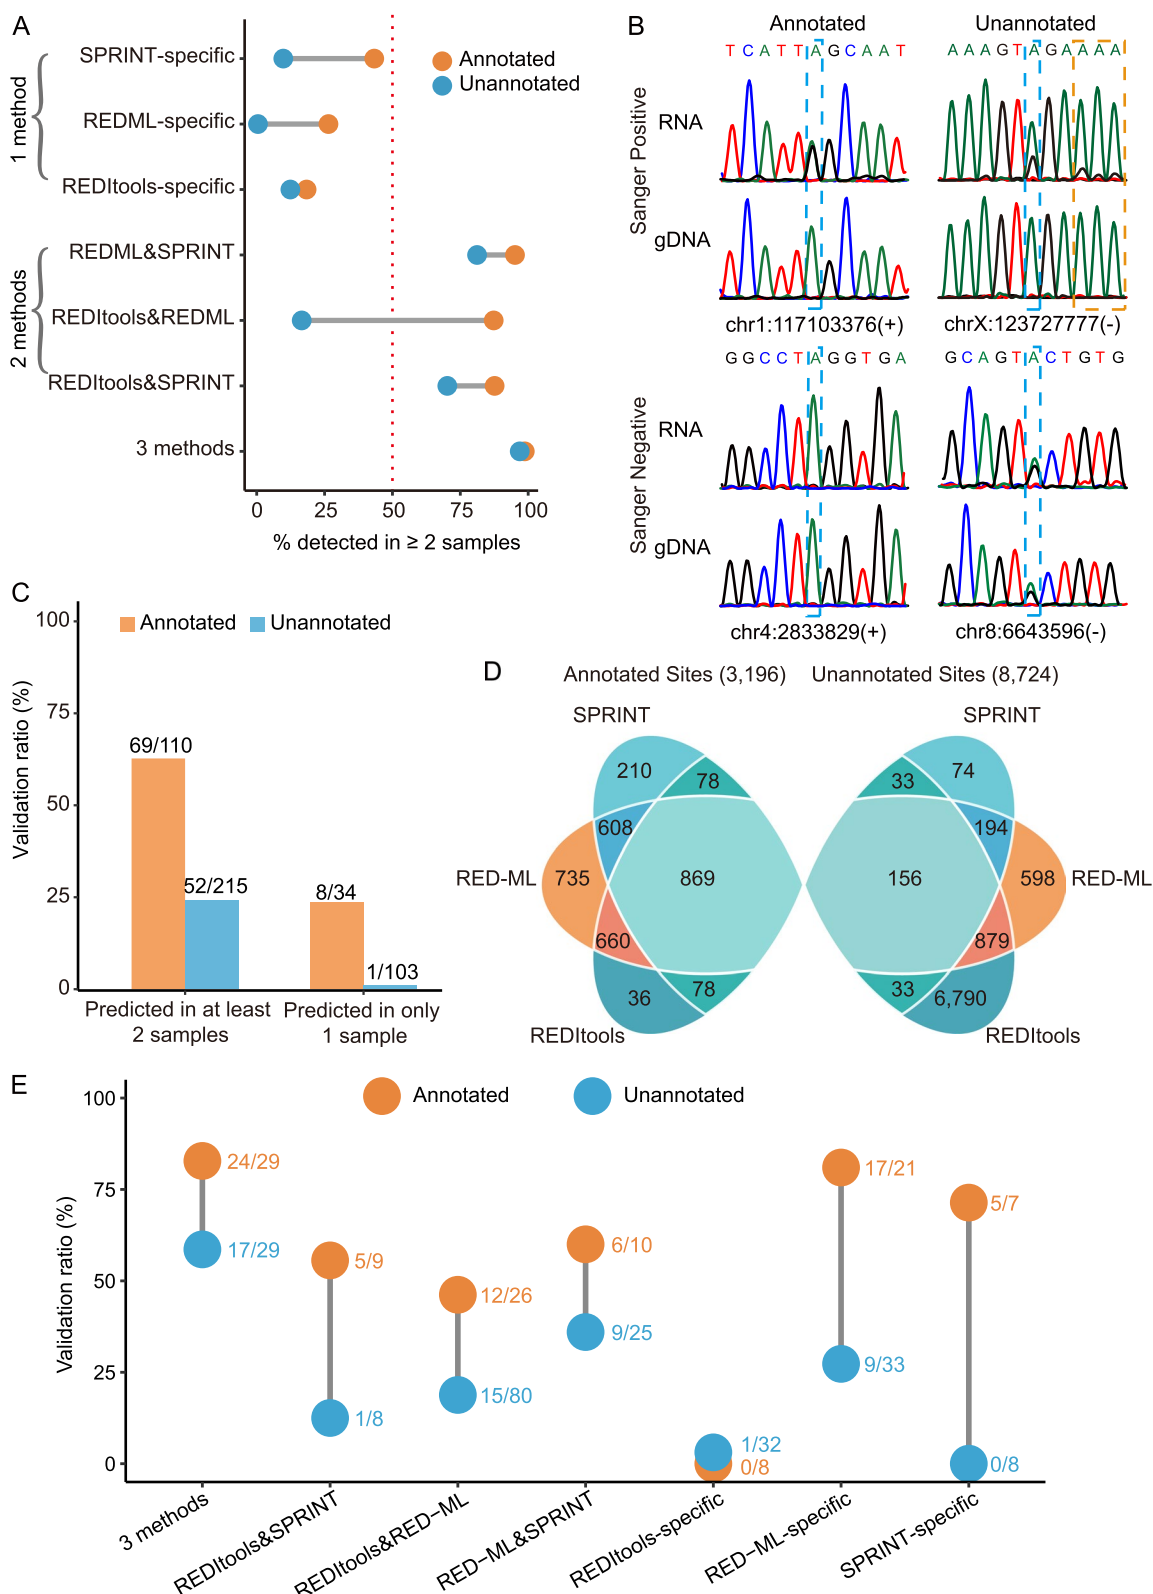 A
SPRINT-specific
REDML-specific
REDItools-specific
1 method
REDML&SPRINT
REDItools&REDML
REDItools&SPRINT
2 methods
3 methods
Annotated
Unannotated
0 25 50 75 100
% detected in ≥ 2 samples
B
Annotated Unannotated
T C A T T A G C A A T
A A A G T A G A A A A
RNA
gDNA
Sanger Positive
chr1:117103376(+) chrX:123727777(-)
G G C C T A G G T G A
G C A G T A C T G T G
RNA
gDNA
Sanger Negative
chr4:2833829(+) chr8:6643596(-)
C
Annotated Unannotated
100
75
50
25
0
Validation ratio (%)
69/110
52/215
8/34
1/103
Predicted in at least
2 samples
Predicted in only
1 sample
D
Annotated Sites (3,196) Unannotated Sites (8,724)
SPRINT SPRINT
210 78 33 74
608 194
RED-ML 735 869 156 598 RED-ML
660 879
36 78 33 6,790
REDItools REDItools
E
Annotated Unannotated
100
75
50
25
0
Validation ratio (%)
24/29
17/29
5/9
1/8
12/26
15/80
6/10
9/25
1/32
0/8
17/21
9/33
5/7
0/8
3 methods
REDItools&SPRINT
REDItools&RED−ML
RED−ML&SPRINT
REDItools-specific
RED−ML-specific
SPRINT-specific